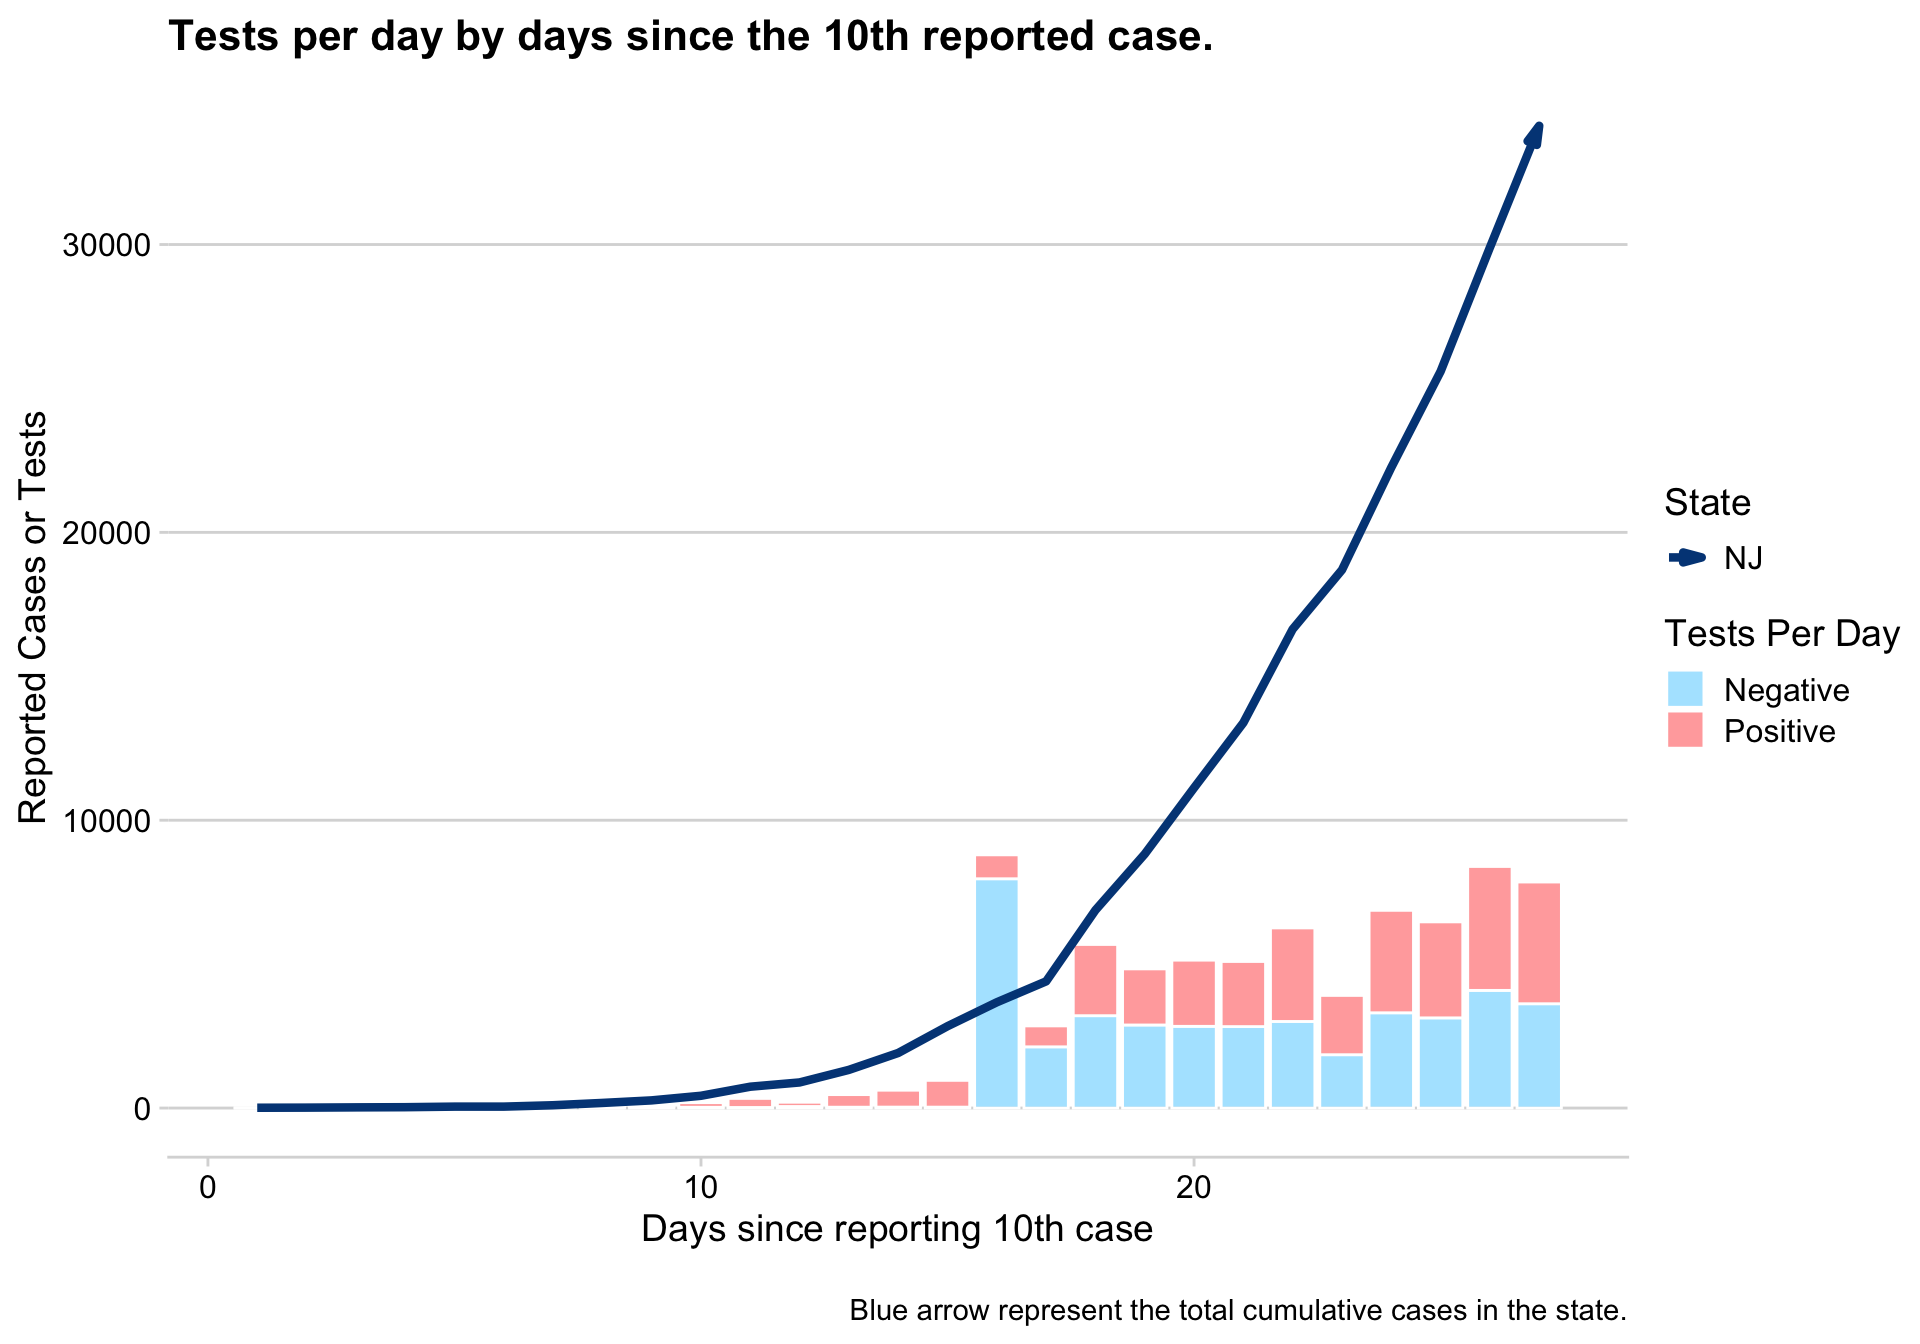 Tests per day by days since the 10th reported case.
Reported Cases or Tests
30000
20000
10000
0
0
10
20
Days since reporting 10th case
State
NJ
Tests Per Day
Negative
Positive
Blue arrow represent the total cumulative cases in the state.